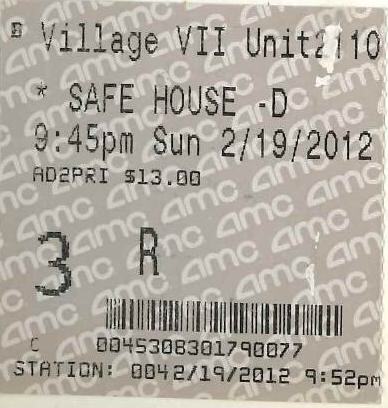 Village VII Unit2110
* SAFE HOUSE -D
9:45pm Sun 2/19/2012
AD2PRI $13.00
3 R
C 0045308301790077
STATION: 0042/19/2012 9:52pm